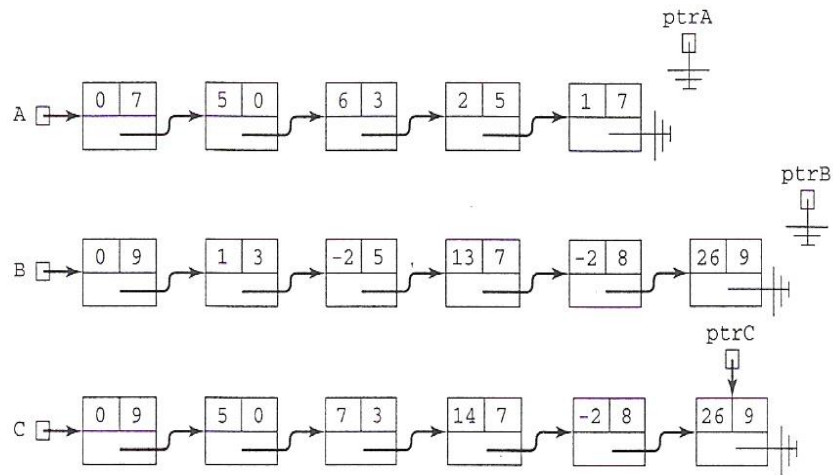 ptrA
A 0 7 5 0 6 3 2 5 1 7
ptrB
B 0 9 1 3 -2 5 13 7 -2 8 26 9
ptrC
C 0 9 5 0 7 3 14 7 -2 8 26 9